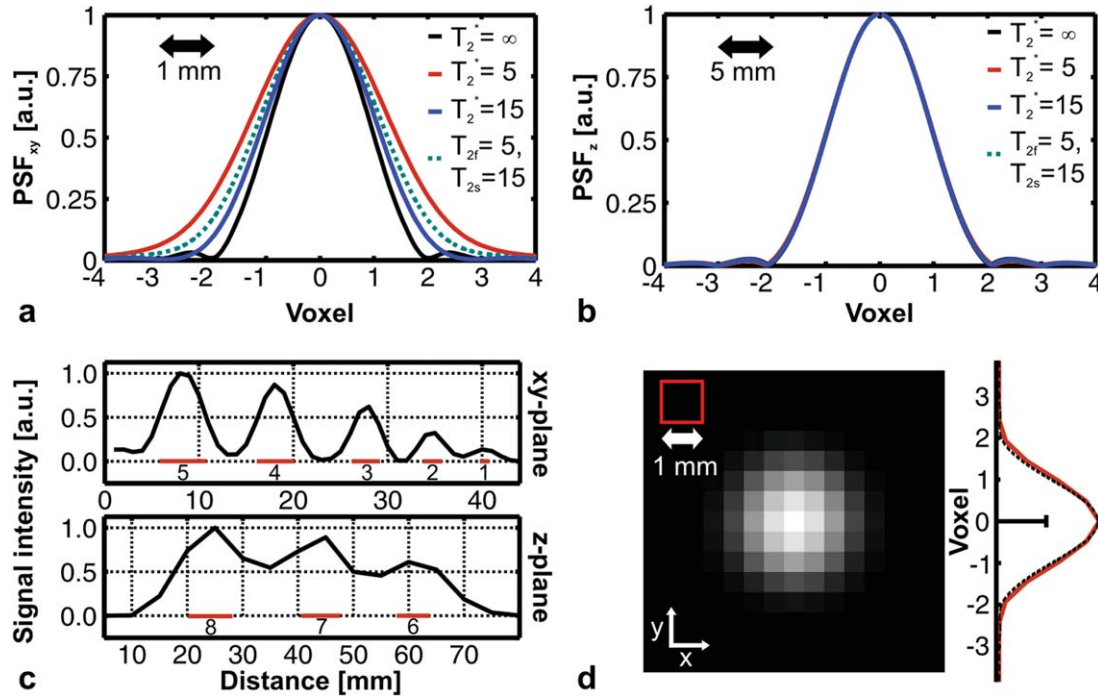 PSFxy [a.u.]
1
0.75
0.5
0.25
0
1 mm
T2* = ∞
T2* = 5
T2* =15
T2f= 5,
T2s=15
-4 -3 -2 -1 0 1 2 3 4
Voxel
a
PSFz [a.u.]
1
0.75
0.5
0.25
0
5 mm
T2* = ∞
T2* = 5
T2* =15
T2f= 5,
T2s=15
-4 -3 -2 -1 0 1 2 3 4
Voxel
b
Signal intensity [a.u.]
1.0
0.5
0.0
5 4 3 2 1
0 10 20 30 40
xy-plane
1.0
0.5
0.0
8 7 6
10 20 30 40 50 60 70
z-plane
Distance [mm]
c
1 mm
y
x
d
Voxel
3
2
1
0
-1
-2
-3